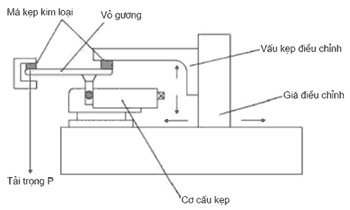 Má kẹp kim loại
Vỏ gương
Vấu kẹp điều chỉnh
Giá điều chỉnh
Tải trọng P
Cơ cấu kẹp